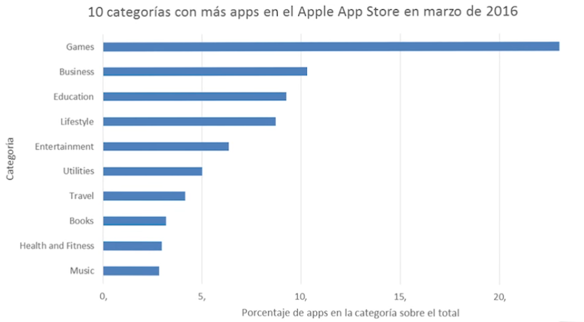 10 categorías con más apps en el Apple App Store en marzo de 2016
Categoría
Games
Business
Education
Lifestyle
Entertainment
Utilities
Travel
Books
Health and Fitness
Music
0, 5, 10, 15, 20,
Porcentaje de apps en la categoría sobre el total